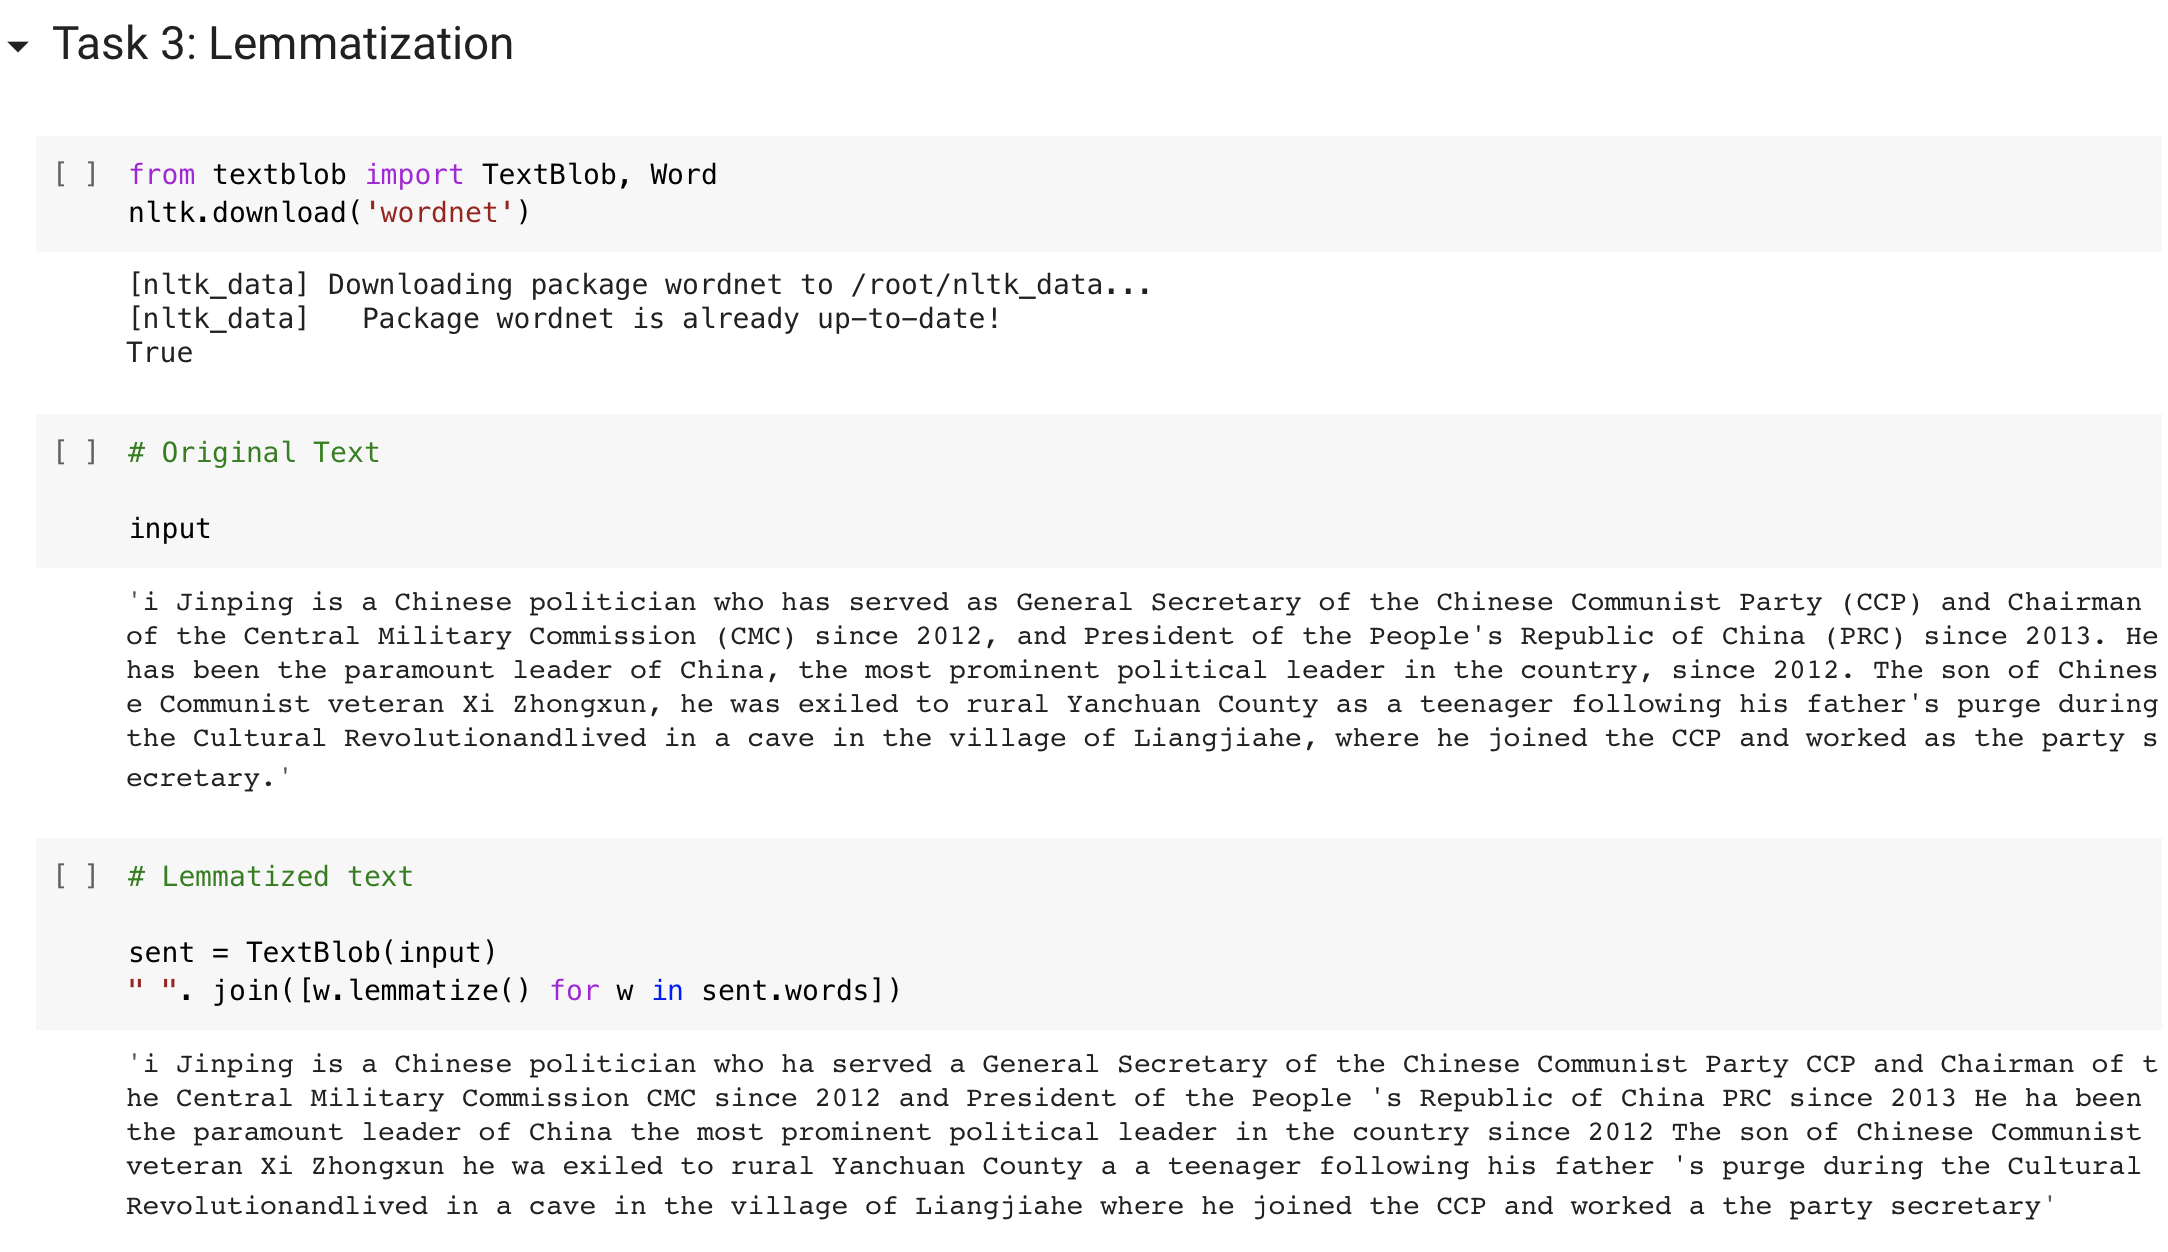 Task 3: Lemmatization
[ ] from textblob import TextBlob, Word
nltk.download('wordnet')
[nltk_data] Downloading package wordnet to /root/nltk_data...
[nltk_data]   Package wordnet is already up-to-date!
True
[ ] # Original Text
input
'i Jinping is a Chinese politician who has served as General Secretary of the Chinese Communist Party (CCP) and Chairman
of the Central Military Commission (CMC) since 2012, and President of the People's Republic of China (PRC) since 2013. He
has been the paramount leader of China, the most prominent political leader in the country, since 2012. The son of Chines
e Communist veteran Xi Zhongxun, he was exiled to rural Yanchuan County as a teenager following his father's purge during
the Cultural Revolutionandlived in a cave in the village of Liangjiahe, where he joined the CCP and worked as the party s
ecretary.'
[ ] # Lemmatized text
sent = TextBlob(input)
" ". join([w.lemmatize() for w in sent.words])
'i Jinping is a Chinese politician who ha served a General Secretary of the Chinese Communist Party CCP and Chairman of t
he Central Military Commission CMC since 2012 and President of the People 's Republic of China PRC since 2013 He ha been
the paramount leader of China the most prominent political leader in the country since 2012 The son of Chinese Communist
veteran Xi Zhongxun he wa exiled to rural Yanchuan County a a teenager following his father 's purge during the Cultural
Revolutionandlived in a cave in the village of Liangjiahe where he joined the CCP and worked a the party secretary'